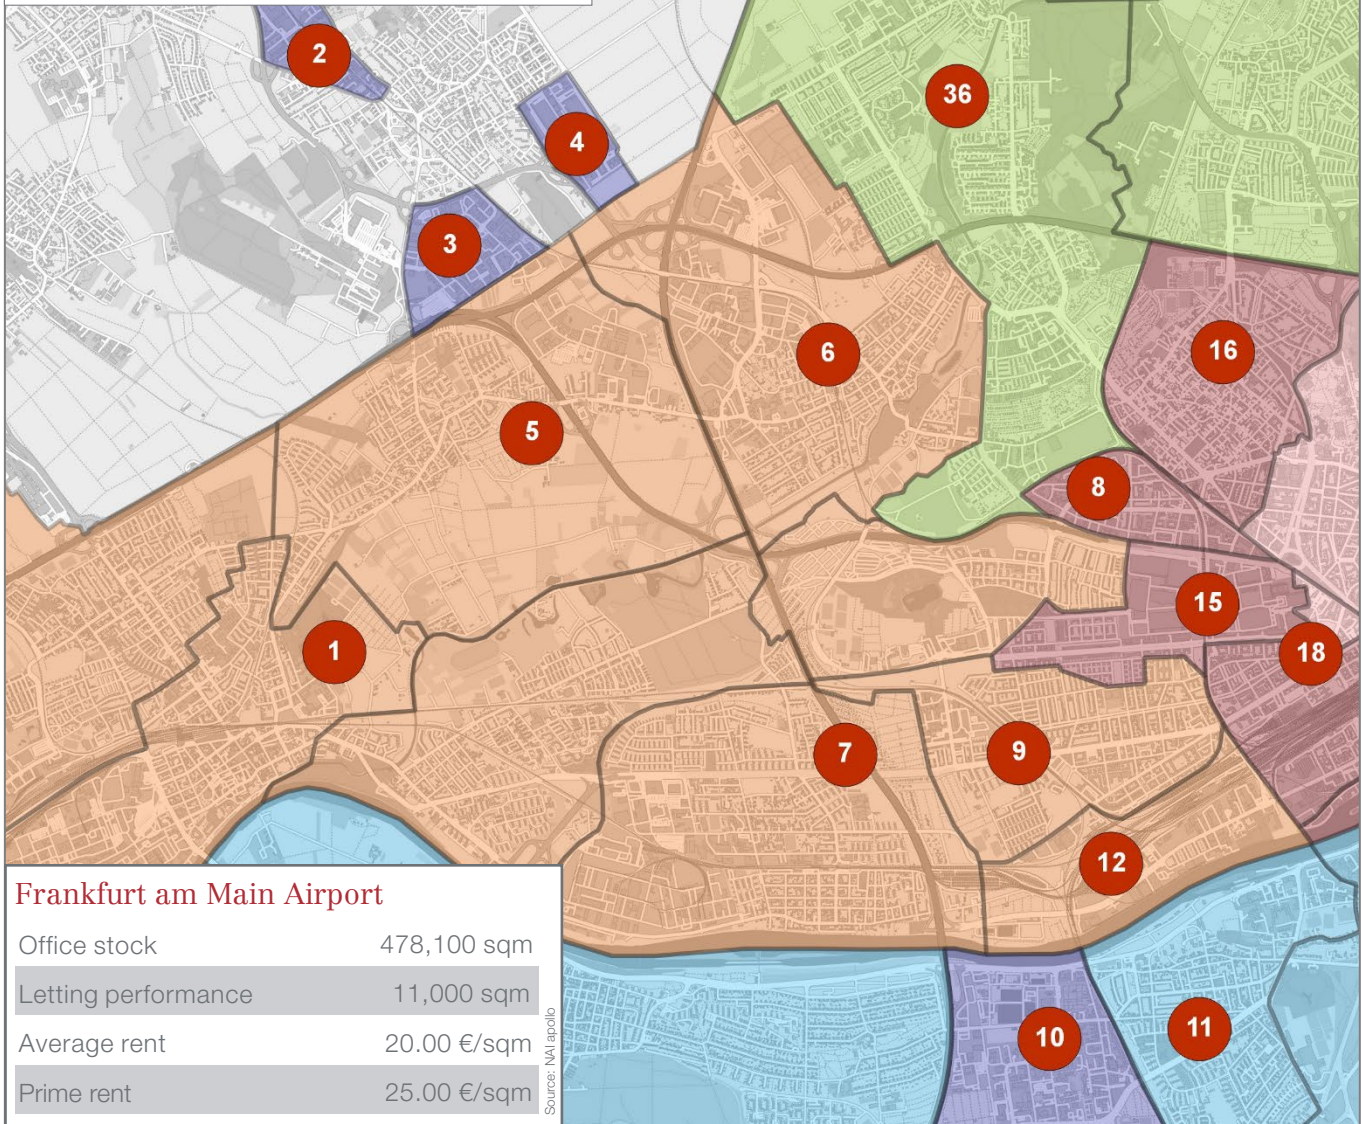 2
36
4
3
16
6
5
8
15
1
18
7
9
12
Frankfurt am Main Airport
Office stock 478,100 sqm
Letting performance 11,000 sqm
Average rent 20.00 €/sqm
Prime rent 25.00 €/sqm
Source: NAI apollo
10
11